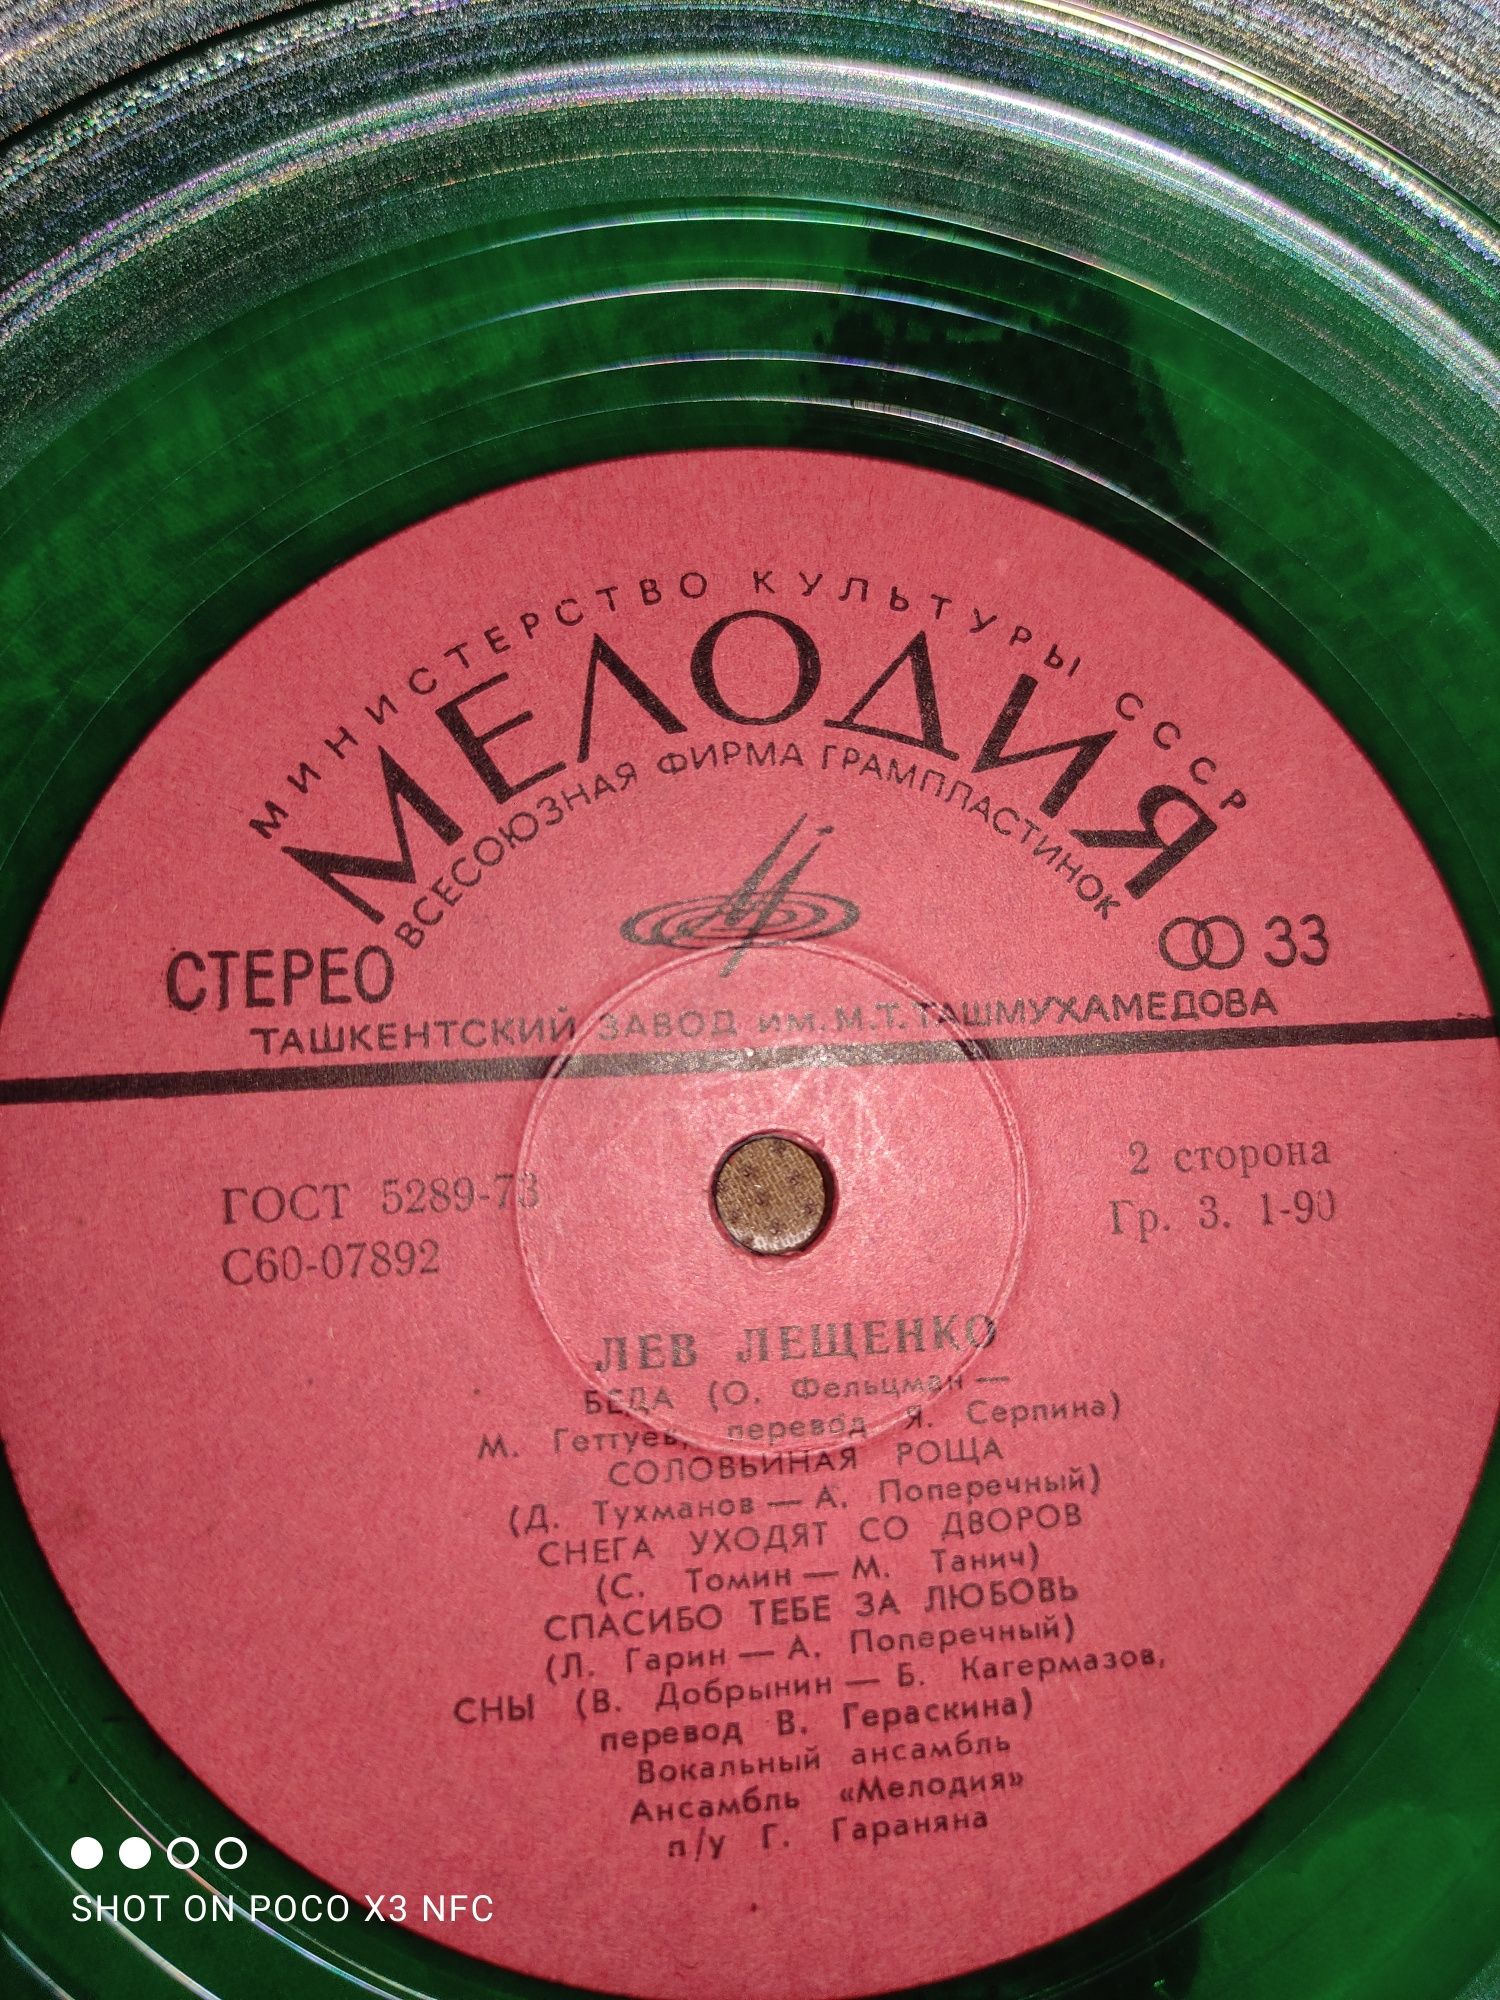 МИНИСТЕРСТВО КУЛЬТУРЫ СССР
МЕЛОДИЯ
ВСЕСОЮЗНАЯ ФИРМА ГРАМПЛАСТИНОК
СТЕРЕО
33
ТАШКЕНТСКИЙ ЗАВОД им. М.Т. ТАШМУХАМЕДОВА
ГОСТ 5289-73
С60-07892
2 сторона
Гр. 3. 1-90
ЛЕВ ЛЕЩЕНКО
БЕДА (О. Фельцман —
М. Геттуев, перевод Я. Серпина)
СОЛОВЬИНАЯ РОЩА
(Д. Тухманов — А. Поперечный)
СНЕГА УХОДЯТ СО ДВОРОВ
(С. Томин — М. Танич)
СПАСИБО ТЕБЕ ЗА ЛЮБОВЬ
(Л. Гарин — А. Поперечный)
СНЫ (В. Добрынин — Б. Кагермазов,
перевод В. Гераскина)
Вокальный ансамбль
Ансамбль «Мелодия»
п/у Г. Гараняна
SHOT ON POCO X3 NFC